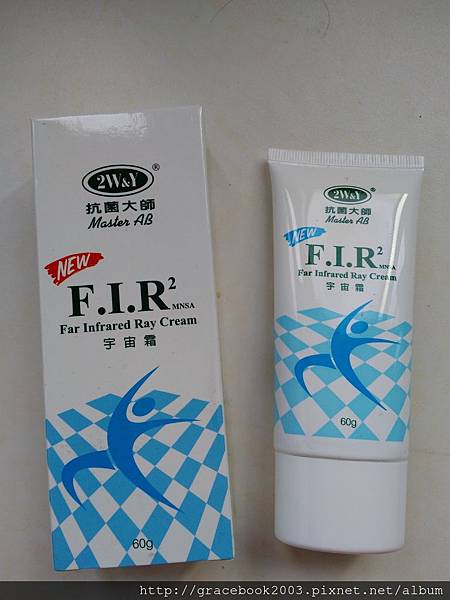 2W&Y®
抗菌大師
Master AB
NEW
F.I.R² MNSA
Far Infrared Ray Cream
宇宙霜
60g
2W&Y®
抗菌大師
Master AB
NEW
F.I.R² MNSA
Far Infrared Ray Cream
宇宙霜
60g
http://gracebook2003.pixnet.net/album